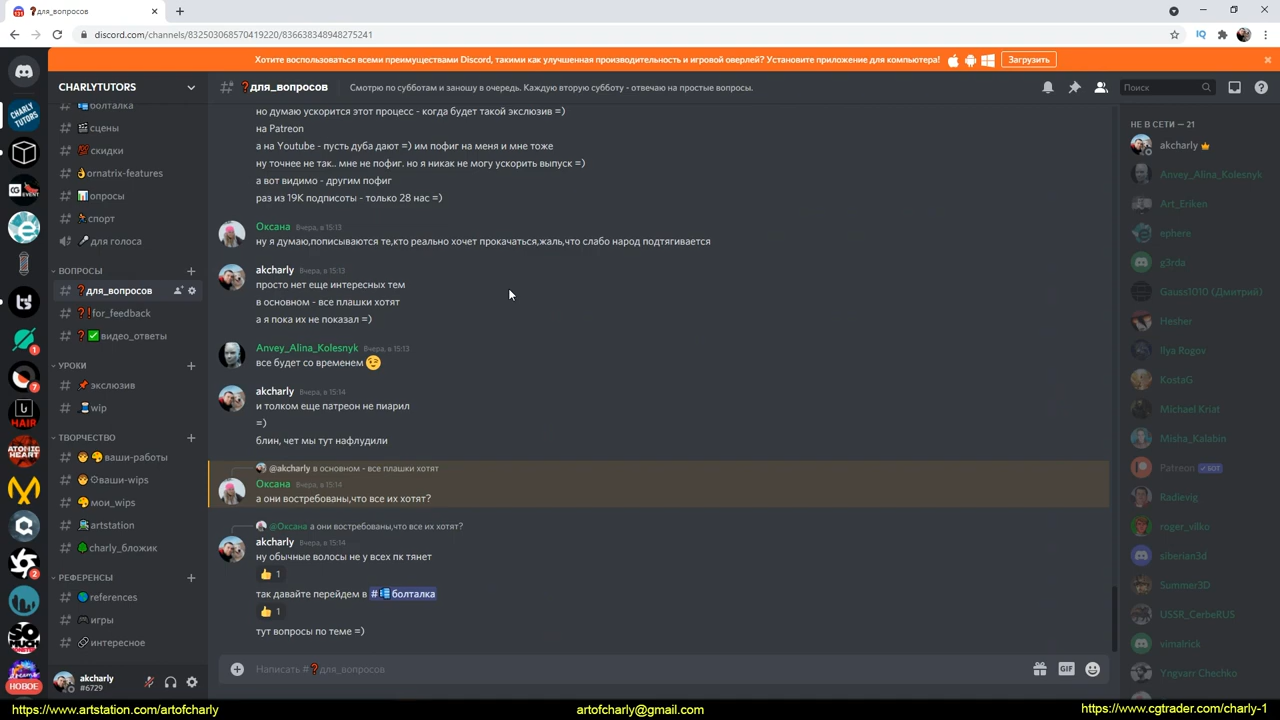 ❓для_вопросов
discord.com/channels/832503068570419220/836638348948275241
Хотите воспользоваться всеми преимуществами Discord, такими как улучшенная производительность и игровой оверлей? Установите приложение для компьютера!
Загрузить
CHARLYTUTORS
❓для_вопросов
Смотрю по субботам и заношу в очередь. Каждую вторую субботу - отвечаю на простые вопросы.
Поиск
CHARLY TUTORS
CG EVENT
HAIR
ATOMIC HEART
НОВОЕ
болталка
сцены
скидки
ornatrix-features
опросы
спорт
для голоса
ВОПРОСЫ
❓для_вопросов
❓❗for_feedback
❓✅видео_ответы
УРОКИ
экслюзив
wip
ТВОРЧЕСТВО
ваши-работы
ваши-wips
мои_wips
artstation
charly_бложик
РЕФЕРЕНСЫ
references
игры
интересное
akcharly
#6729
но думаю ускорится этот процесс - когда будет такой экслюзив =)
на Patreon
а на Youtube - пусть дуба дают =) им пофиг на меня и мне тоже
ну точнее не так.. мне не пофиг. но я никак не могу ускорить выпуск =)
а вот видимо - другим пофиг
раз из 19K подписоты - только 28 нас =)
Оксана Вчера, в 15:13
ну я думаю,пописываются те,кто реально хочет прокачаться,жаль,что слабо народ подтягивается
akcharly Вчера, в 15:13
просто нет еще интересных тем
в основном - все плашки хотят
а я пока их не показал =)
Anvey_Alina_Kolesnyk Вчера, в 15:13
все будет со временем 😉
akcharly Вчера, в 15:14
и толком еще патреон не пиарил
=)
блин, чет мы тут нафлудили
@akcharly в основном - все плашки хотят
Оксана Вчера, в 15:14
а они востребованы,что все их хотят?
@Оксана а они востребованы,что все их хотят?
akcharly Вчера, в 15:14
ну обычные волосы не у всех пк тянет
👍 1
так давайте перейдем в #болталка
👍 1
тут вопросы по теме =)
Написать #❓для_вопросов
GIF
НЕ В СЕТИ — 21
akcharly
Anvey_Alina_Kolesnyk
Art_Eriken
ephere
g3rda
Gauss1010 (Дмитрий)
Hesher
Ilya Rogov
KostaG
Michael Kriat
Misha_Kalabin
Patreon ✓ БОТ
Radievig
roger_vilko
siberian3d
Summer3D
USSR_CerbeRUS
vimalrick
Yngvarr Chechko
https://www.artstation.com/artofcharly
artofcharly@gmail.com
https://www.cgtrader.com/charly-1